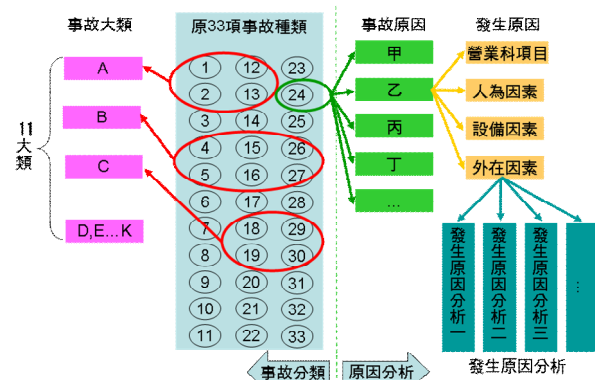 事故大類
原33項事故種類
事故原因
發生原因
11大類
A
B
C
D,E...K
1 12 23
2 13 24
3 14 25
4 15 26
5 16 27
6 17 28
7 18 29
8 19 30
9 20 31
10 21 32
11 22 33
甲
乙
丙
丁
...
營業科項目
人為因素
設備因素
外在因素
發生原因分析一
發生原因分析二
發生原因分析三
...
發生原因分析
事故分類
原因分析